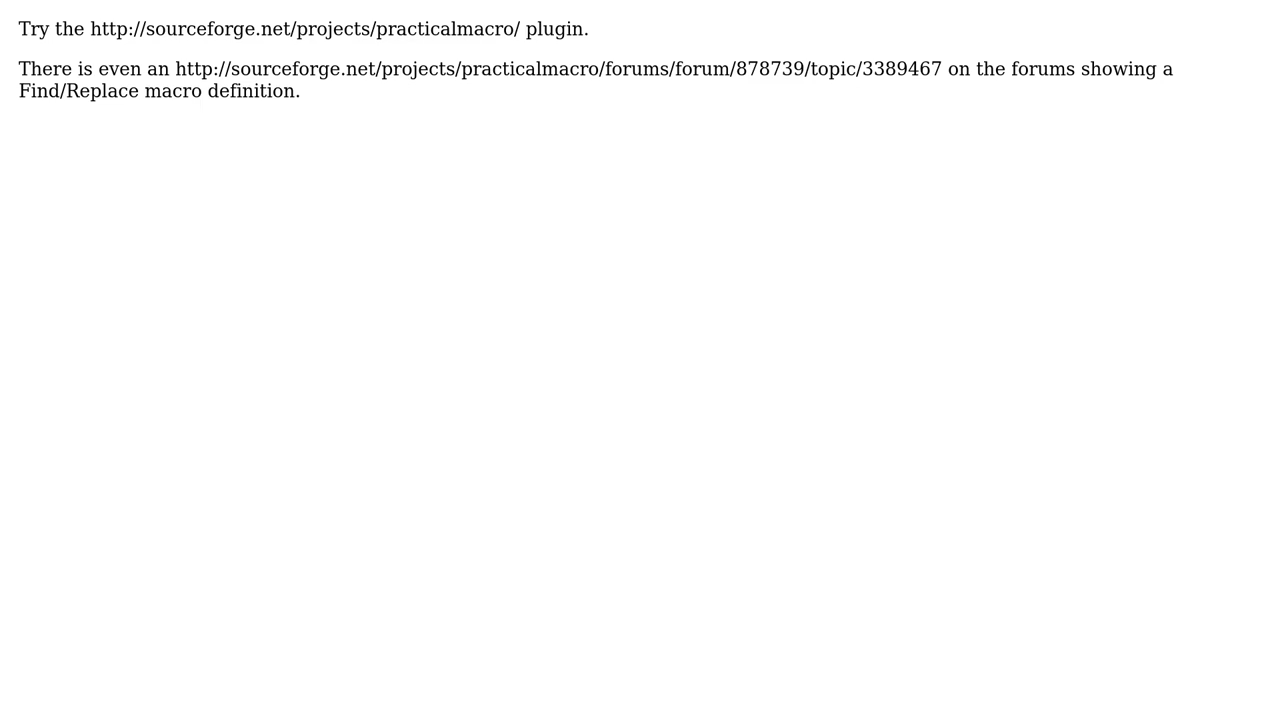 Try the http://sourceforge.net/projects/practicalmacro/ plugin.
There is even an http://sourceforge.net/projects/practicalmacro/forums/forum/878739/topic/3389467 on the forums showing a
Find/Replace macro definition.